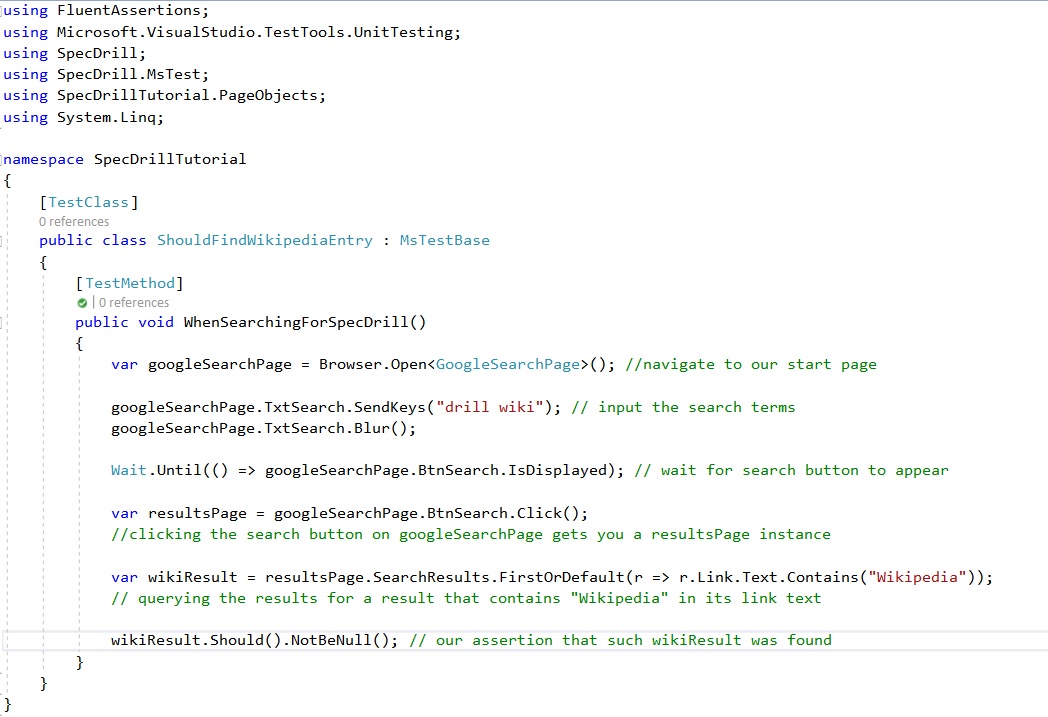 using FluentAssertions;
using Microsoft.VisualStudio.TestTools.UnitTesting;
using SpecDrill;
using SpecDrill.MsTest;
using SpecDrillTutorial.PageObjects;
using System.Linq;
namespace SpecDrillTutorial
{
[TestClass]
0 references
public class ShouldFindWikipediaEntry : MsTestBase
{
[TestMethod]
| 0 references
public void WhenSearchingForSpecDrill()
{
var googleSearchPage = Browser.Open<GoogleSearchPage>(); //navigate to our start page
googleSearchPage.TxtSearch.SendKeys("drill wiki"); // input the search terms
googleSearchPage.TxtSearch.Blur();
Wait.Until(() => googleSearchPage.BtnSearch.IsDisplayed); // wait for search button to appear
var resultsPage = googleSearchPage.BtnSearch.Click();
//clicking the search button on googleSearchPage gets you a resultsPage instance
var wikiResult = resultsPage.SearchResults.FirstOrDefault(r => r.Link.Text.Contains("Wikipedia"));
// querying the results for a result that contains "Wikipedia" in its link text
wikiResult.Should().NotBeNull(); // our assertion that such wikiResult was found
}
}
}